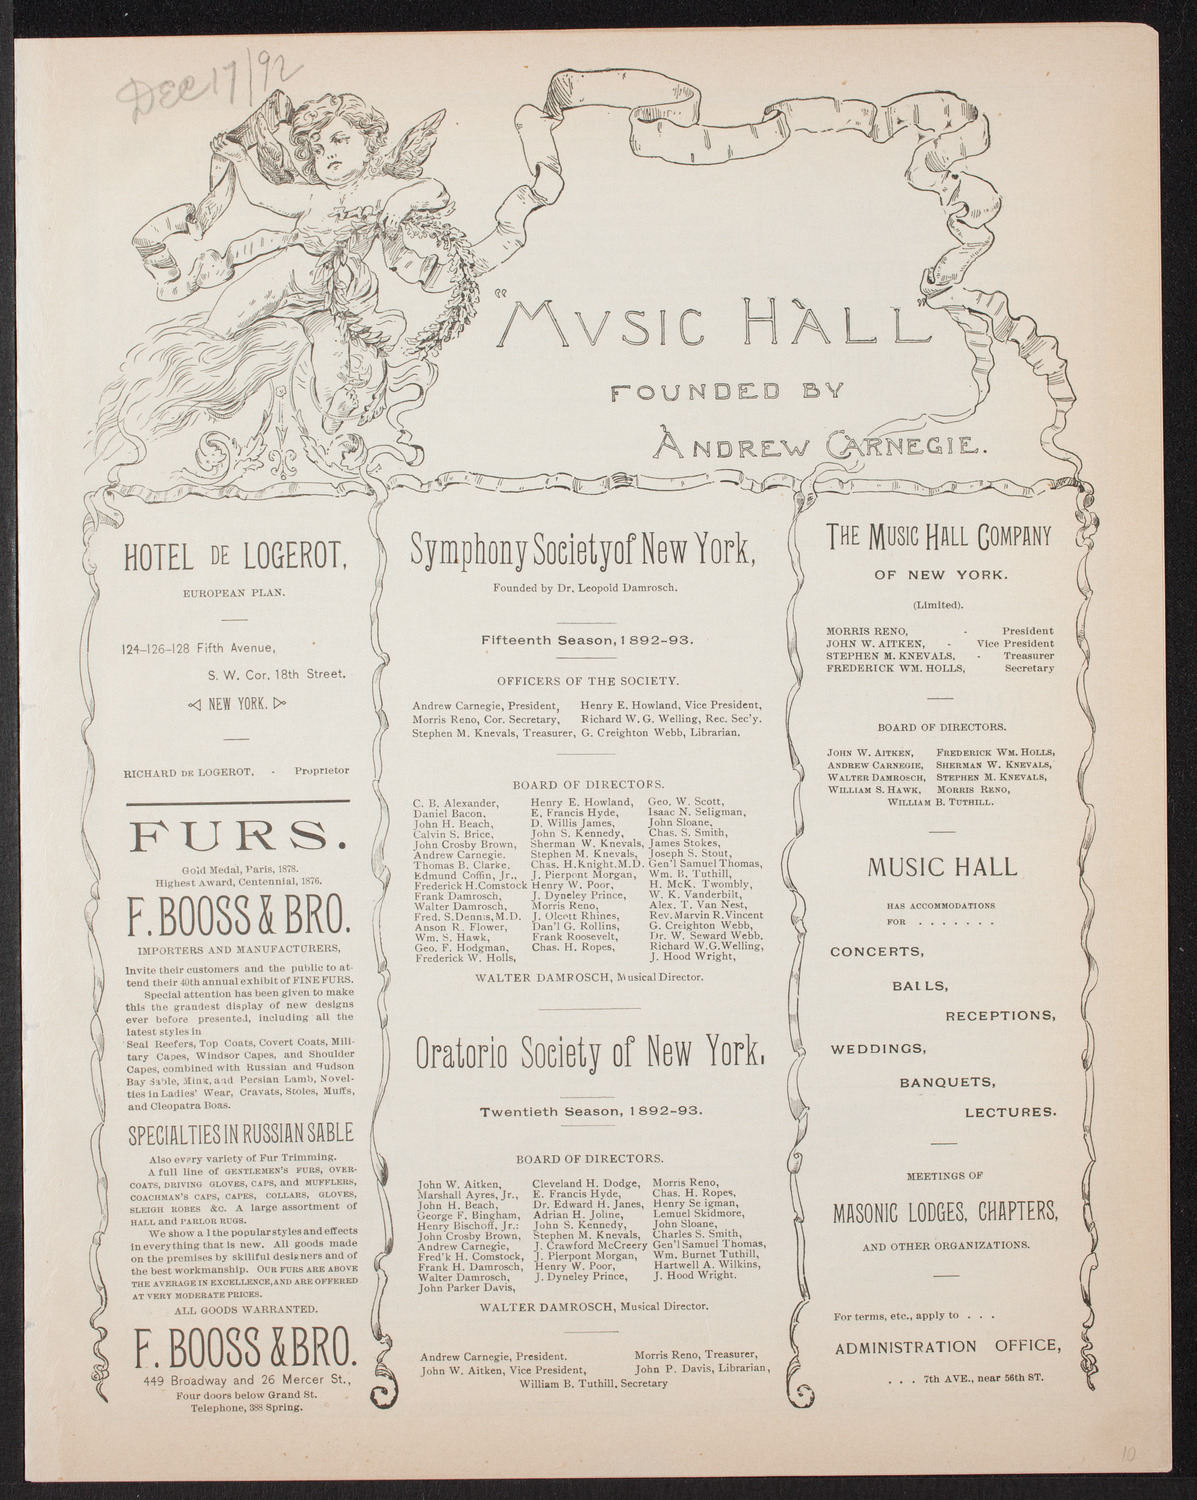 DEC 17/92
"MVSIC HALL"
FOUNDED BY
ANDREW CARNEGIE.
HOTEL DE LOGEROT,
EUROPEAN PLAN.
124–126–128 Fifth Avenue,
S. W. Cor. 18th Street.
NEW YORK.
RICHARD DE LOGEROT, - Proprietor
FURS.
Gold Medal, Paris, 1878.
Highest Award, Centennial, 1876.
F. BOOSS & BRO.
IMPORTERS AND MANUFACTURERS,
Invite their customers and the public to at-
tend their 40th annual exhibit of FINE FURS.
Special attention has been given to make
this the grandest display of new designs
ever before presented, including all the
latest styles in
Seal Reefers, Top Coats, Covert Coats, Mili-
tary Capes, Windsor Capes, and Shoulder
Capes, combined with Russian and Hudson
Bay Sable, Mink, and Persian Lamb, Novel-
ties in Ladies' Wear, Cravats, Stoles, Muffs,
and Cleopatra Boas.
SPECIALTIES IN RUSSIAN SABLE
Also every variety of Fur Trimming.
A full line of GENTLEMEN'S FURS, OVER-
COATS, DRIVING GLOVES, CAPS, and MUFFLERS,
COACHMAN'S CAPS, CAPES, COLLARS, GLOVES,
SLEIGH ROBES &C. A large assortment of
HALL and PARLOR RUGS.
We show a l the popular styles and effects
in everything that is new. All goods made
on the premises by skillful designers and of
the best workmanship. OUR FURS ARE ABOVE
THE AVERAGE IN EXCELLENCE, AND ARE OFFERED
AT VERY MODERATE PRICES.
ALL GOODS WARRANTED.
F. BOOSS & BRO.
449 Broadway and 26 Mercer St.,
Four doors below Grand St.
Telephone, 388 Spring.
Symphony Society of New York,
Founded by Dr. Leopold Damrosch.
Fifteenth Season, 1892-93.
OFFICERS OF THE SOCIETY.
Andrew Carnegie, President, Henry E. Howland, Vice President,
Morris Reno, Cor. Secretary, Richard W. G. Welling, Rec. Sec'y.
Stephen M. Knevals, Treasurer, G. Creighton Webb, Librarian.
BOARD OF DIRECTORS.
C. B. Alexander, Henry E. Howland, Geo. W. Scott,
Daniel Bacon, E. Francis Hyde, Isaac N. Seligman,
John H. Beach, D. Willis James, John Sloane,
Calvin S. Brice, John S. Kennedy, Chas. S. Smith,
John Crosby Brown, Sherman W. Knevals, James Stokes,
Andrew Carnegie. Stephen M. Knevals, Joseph S. Stout,
Thomas B. Clarke, Chas. H. Knight, M.D. Gen'l Samuel Thomas,
Edmund Coffin, Jr., J. Pierpont Morgan, Wm. B. Tuthill,
Frederick H. Comstock Henry W. Poor, H. McK. Twombly,
Frank Damrosch, J. Dyneley Prince, W. K. Vanderbilt,
Walter Damrosch, Morris Reno, Alex. T. Van Nest,
Fred. S. Dennis, M.D. J. Olcott Rhines, Rev. Marvin R. Vincent
Anson R. Flower, Dan'l G. Rollins, G. Creighton Webb,
Wm. S. Hawk, Frank Roosevelt, Dr. W. Seward Webb,
Geo. F. Hodgman, Chas. H. Ropes, Richard W. G. Welling,
Frederick W. Holls, J. Hood Wright,
WALTER DAMROSCH, Musical Director.
Oratorio Society of New York.
Twentieth Season, 1892-93.
BOARD OF DIRECTORS.
John W. Aitken, Cleveland H. Dodge, Morris Reno,
Marshall Ayres, Jr., E. Francis Hyde, Chas. H. Ropes,
John H. Beach, Dr. Edward H. Janes, Henry Se igman,
George F. Bingham, Adrian H. Joline, Lemuel Skidmore,
Henry Bischoff, Jr.: John S. Kennedy, John Sloane,
John Crosby Brown, Stephen M. Knevals, Charles S. Smith,
Andrew Carnegie, J. Crawford McCreery Gen'l Samuel Thomas,
Fred'k H. Comstock, J. Pierpont Morgan, Wm. Burnet Tuthill,
Frank H. Damrosch, Henry W. Poor, Hartwell A. Wilkins,
Walter Damrosch, J. Dyneley Prince, J. Hood Wright.
John Parker Davis,
WALTER DAMROSCH, Musical Director.
Andrew Carnegie, President. Morris Reno, Treasurer,
John W. Aitken, Vice President, John P. Davis, Librarian,
William B. Tuthill, Secretary
THE MUSIC HALL COMPANY
OF NEW YORK.
(Limited).
MORRIS RENO, - President
JOHN W. AITKEN, - Vice President
STEPHEN M. KNEVALS, - Treasurer
FREDERICK WM. HOLLS, Secretary
BOARD OF DIRECTORS.
JOHN W. AITKEN, FREDERICK WM. HOLLS,
ANDREW CARNEGIE, SHERMAN W. KNEVALS,
WALTER DAMROSCH, STEPHEN M. KNEVALS,
WILLIAM S. HAWK, MORRIS RENO,
WILLIAM B. TUTHILL.
MUSIC HALL
HAS ACCOMMODATIONS
FOR . . . . . . .
CONCERTS,
BALLS,
RECEPTIONS,
WEDDINGS,
BANQUETS,
LECTURES.
MEETINGS OF
MASONIC LODGES, CHAPTERS,
AND OTHER ORGANIZATIONS.
For terms, etc., apply to . . .
ADMINISTRATION OFFICE,
. . . 7th AVE., near 56th ST.
10